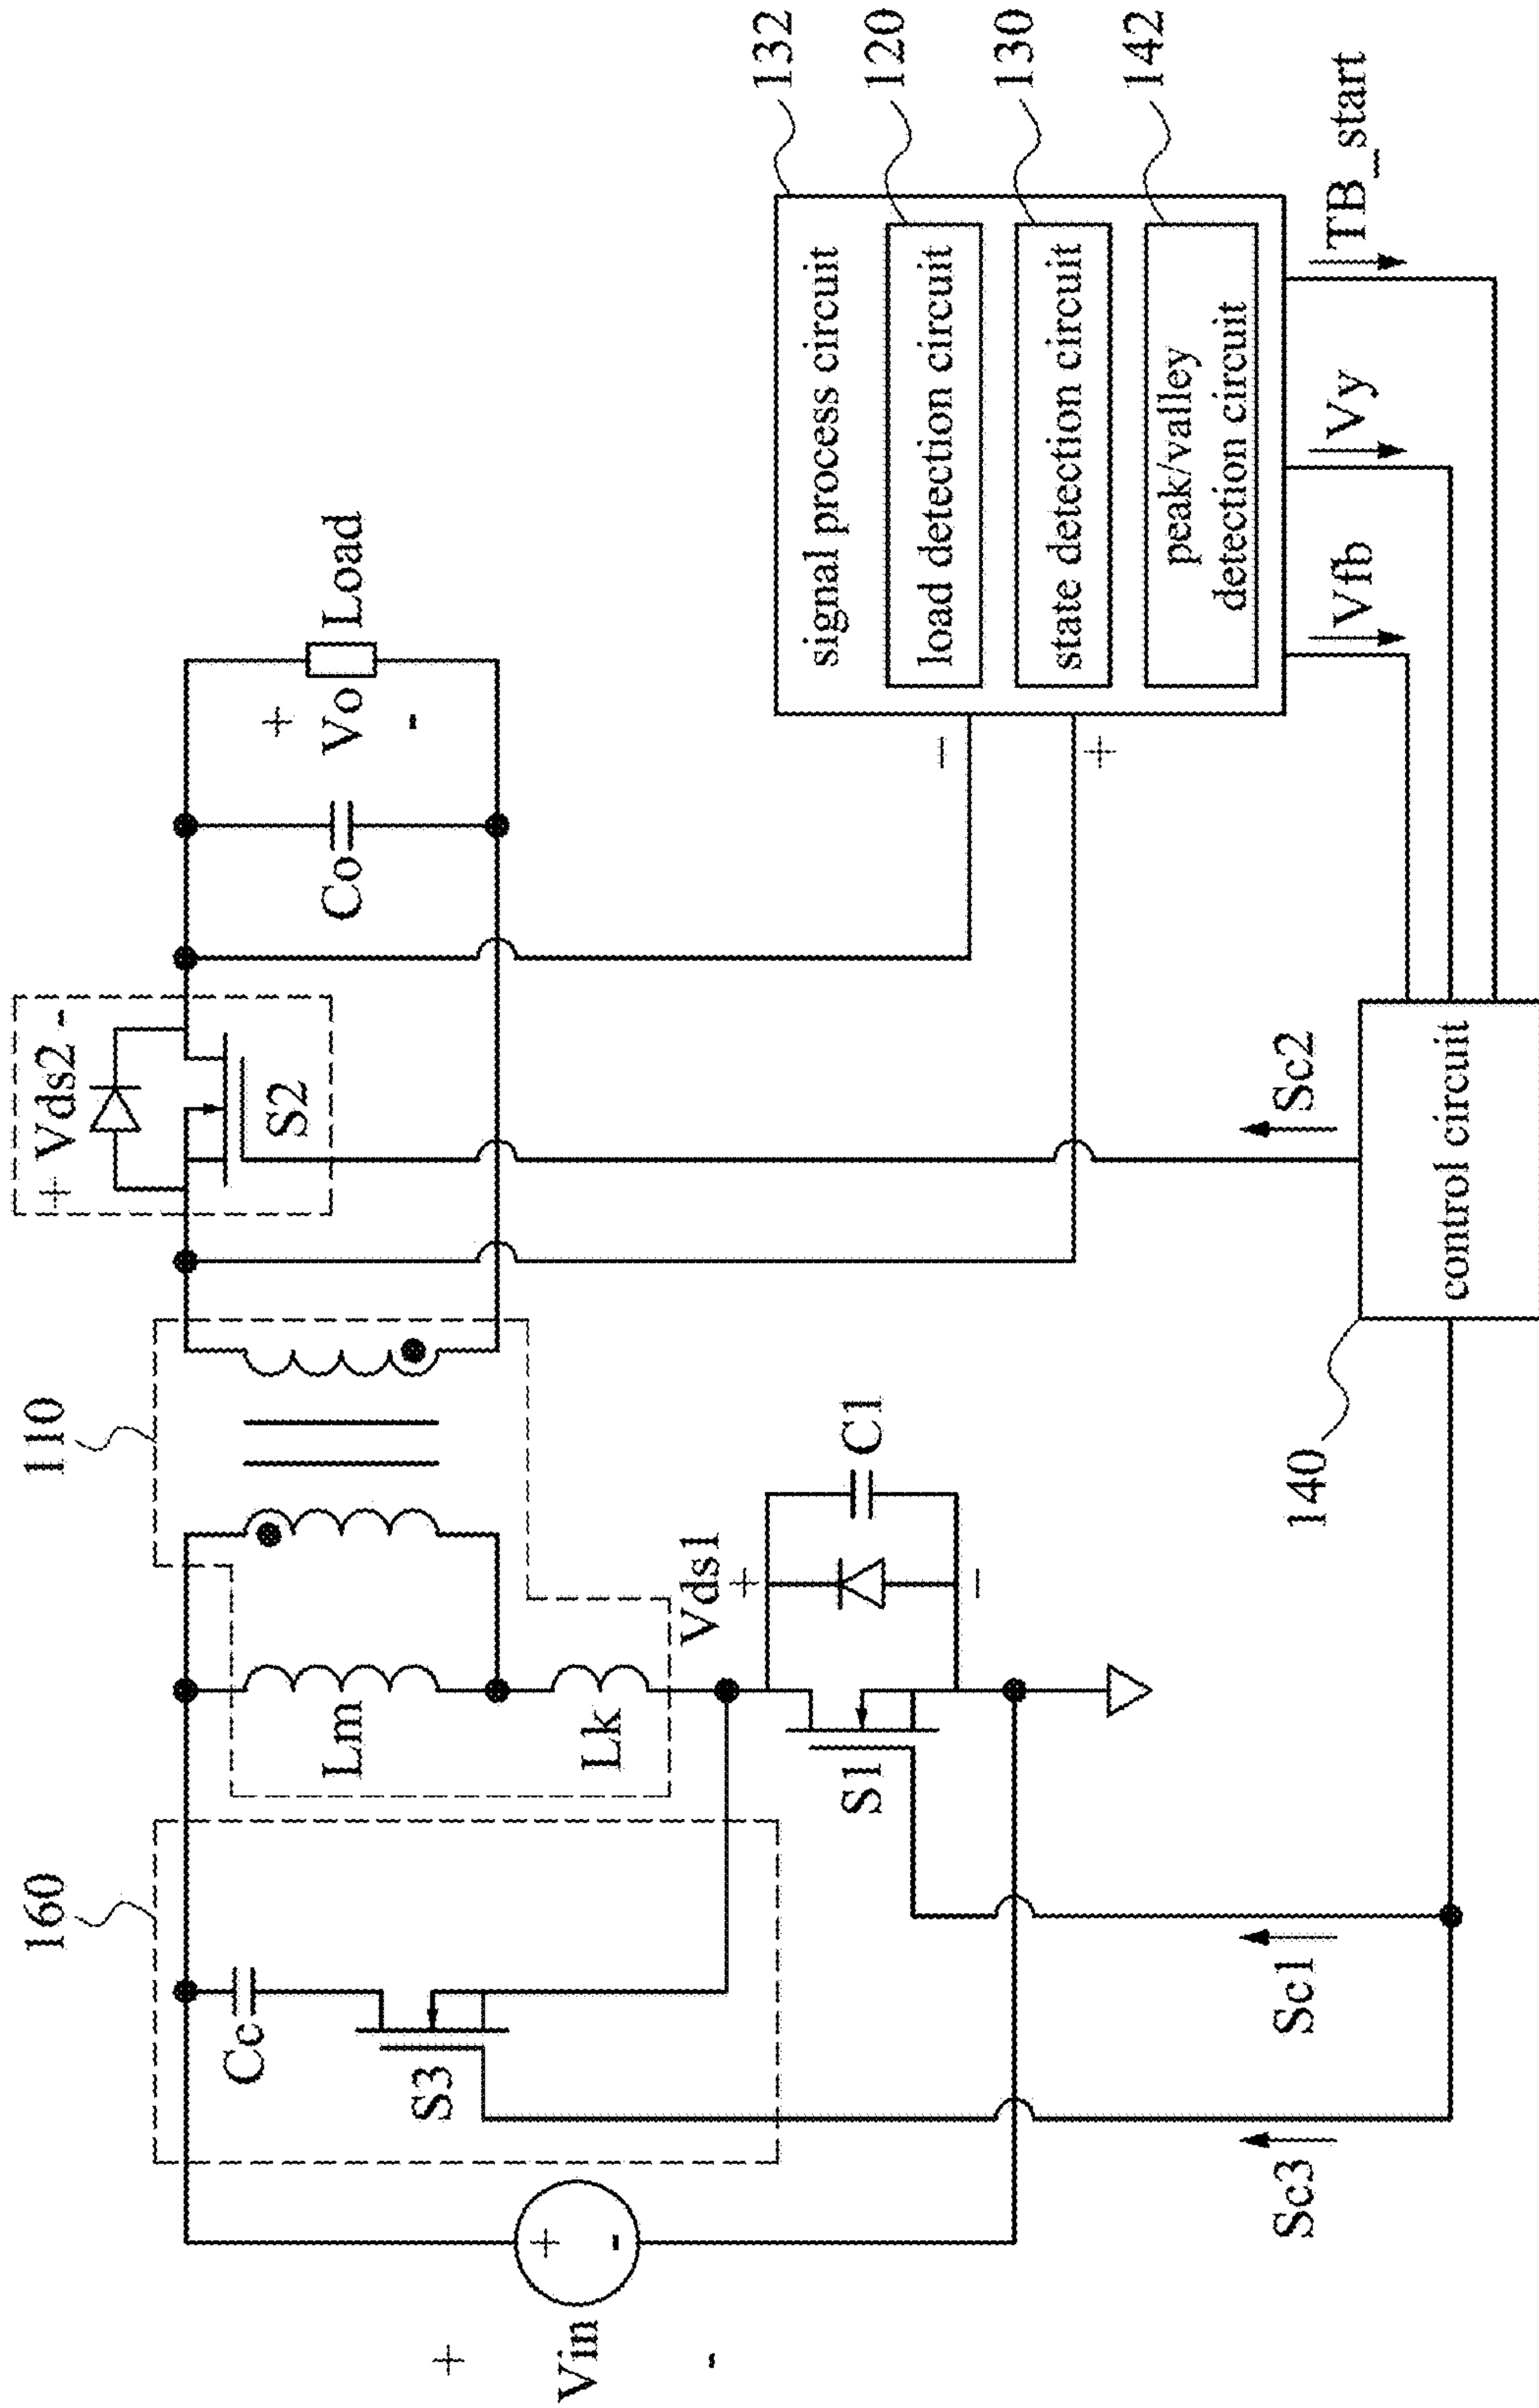 110
160
+ Vds2 -
S2
+
Vin
-
+
-
Cc
S3
Lm
Lk
Vds1
+
-
S1
C1
Co
+
Vo
-
Load
132
120
130
142
signal process circuit
load detection circuit
state detection circuit
peak/valley
detection circuit
-
+
Vfb
Vy
TB_start
Sc3
Sc1
Sc2
140
control circuit